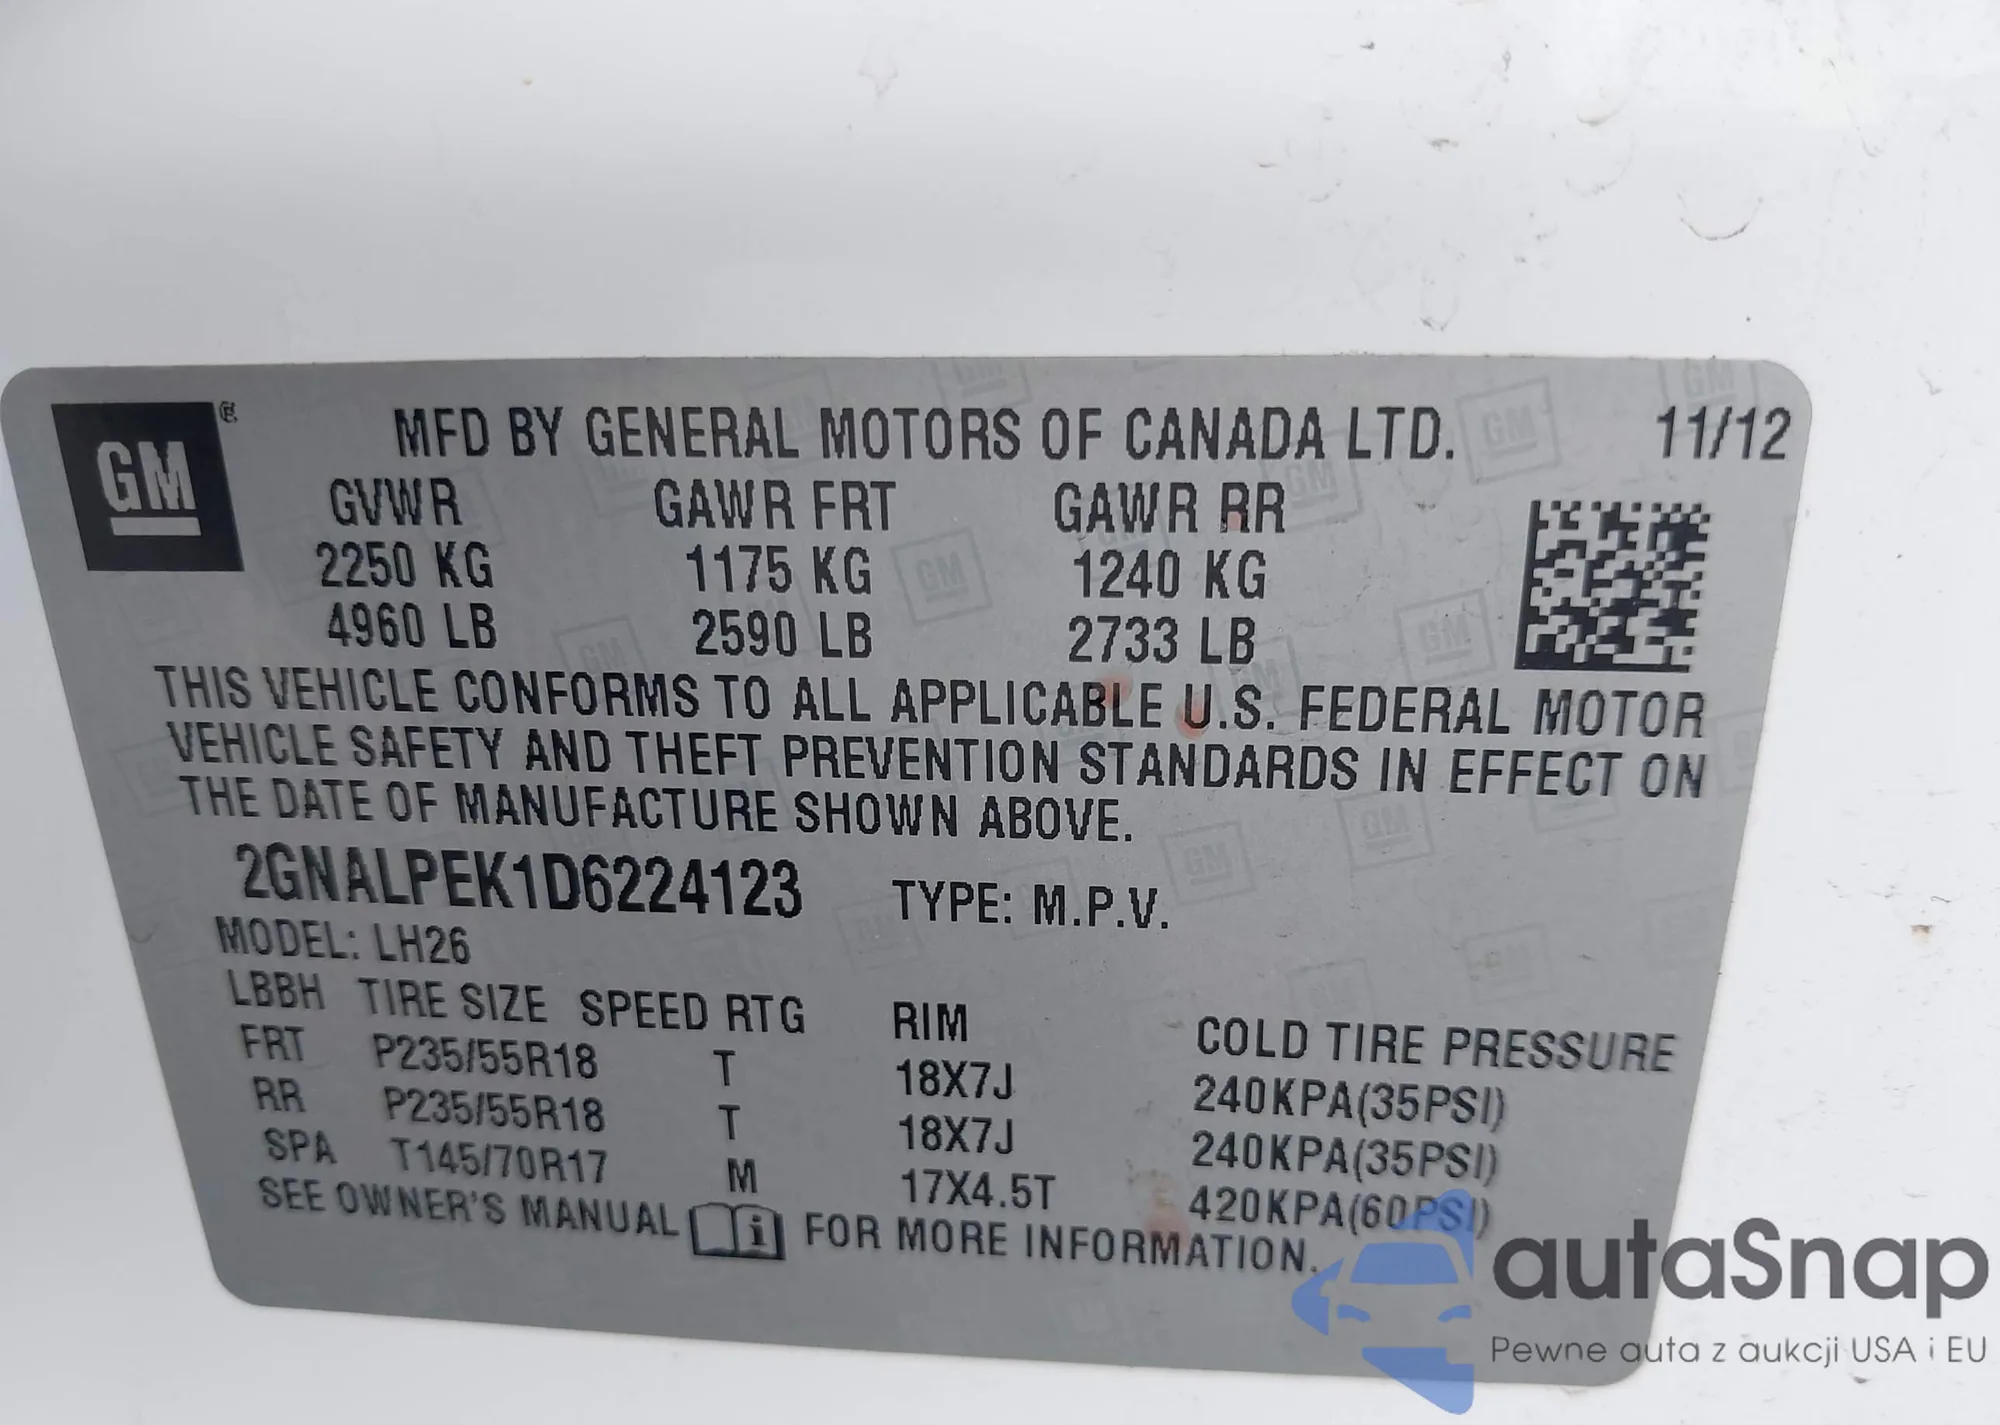 GM ®
MFD BY GENERAL MOTORS OF CANADA LTD. 11/12
GVWR GAWR FRT GAWR RR
2250 KG 1175 KG 1240 KG
4960 LB 2590 LB 2733 LB
THIS VEHICLE CONFORMS TO ALL APPLICABLE U.S. FEDERAL MOTOR
VEHICLE SAFETY AND THEFT PREVENTION STANDARDS IN EFFECT ON
THE DATE OF MANUFACTURE SHOWN ABOVE.
2GNALPEK1D6224123 TYPE: M.P.V.
MODEL: LH26
LBBH TIRE SIZE SPEED RTG RIM COLD TIRE PRESSURE
FRT P235/55R18 T 18X7J 240KPA(35PSI)
RR P235/55R18 T 18X7J 240KPA(35PSI)
SPA T145/70R17 M 17X4.5T 420KPA(60PSI)
SEE OWNER'S MANUAL i FOR MORE INFORMATION.
autaSnap
Pewne auta z aukcji USA i EU